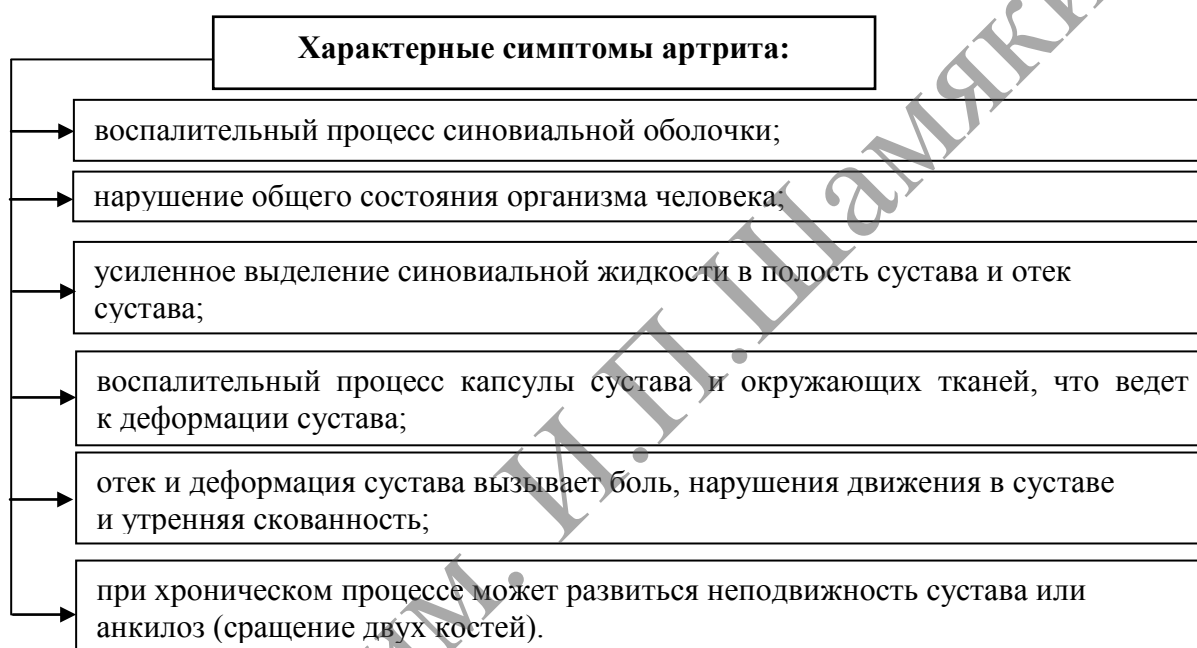 Характерные симптомы артрита:
воспалительный процесс синовиальной оболочки;
нарушение общего состояния организма человека;
усиленное выделение синовиальной жидкости в полость сустава и отек
сустава;
воспалительный процесс капсулы сустава и окружающих тканей, что ведет
к деформации сустава;
отек и деформация сустава вызывает боль, нарушения движения в суставе
и утренняя скованность;
при хроническом процессе может развиться неподвижность сустава или
анкилоз (сращение двух костей).
им. И.П.Шамяки